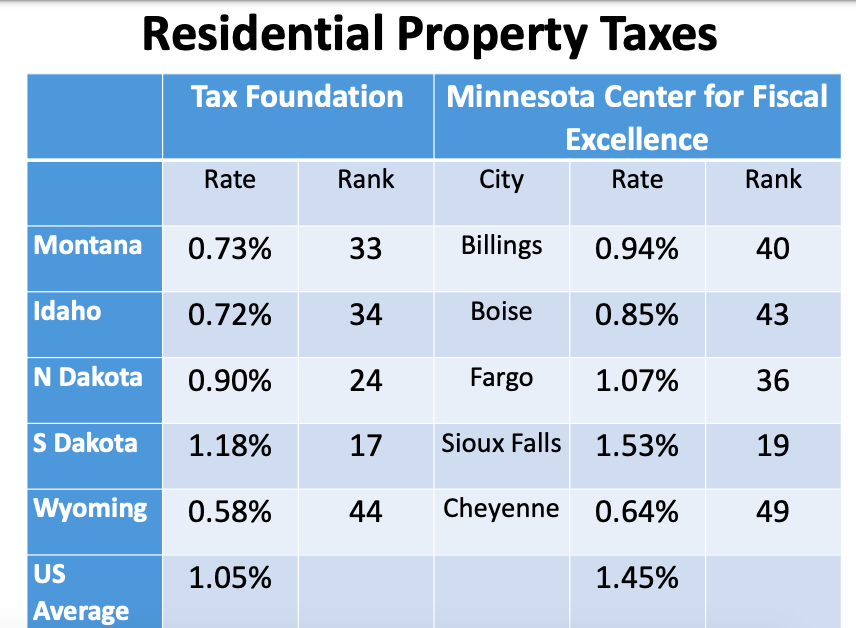 Residential Property Taxes
Tax Foundation Minnesota Center for Fiscal
Excellence
Rate Rank City Rate Rank
Montana 0.73% 33 Billings 0.94% 40
Idaho 0.72% 34 Boise 0.85% 43
N Dakota 0.90% 24 Fargo 1.07% 36
S Dakota 1.18% 17 Sioux Falls 1.53% 19
Wyoming 0.58% 44 Cheyenne 0.64% 49
US 1.05% 1.45%
Average